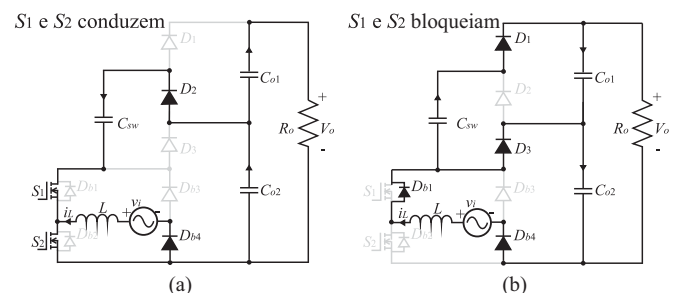 S1 e S2 conduzem
D1
D2
Co1
+
Csw
Ro
Vo
D3
-
S1
Db1
Db3
Co2
iL
L
+
vi
-
S2
Db2
Db4
(a)
S1 e S2 bloqueiam
D1
Co1
D2
+
Csw
Ro
Vo
D3
-
S1
Db1
Db3
Co2
iL
L
+
vi
-
S2
Db2
Db4
(b)